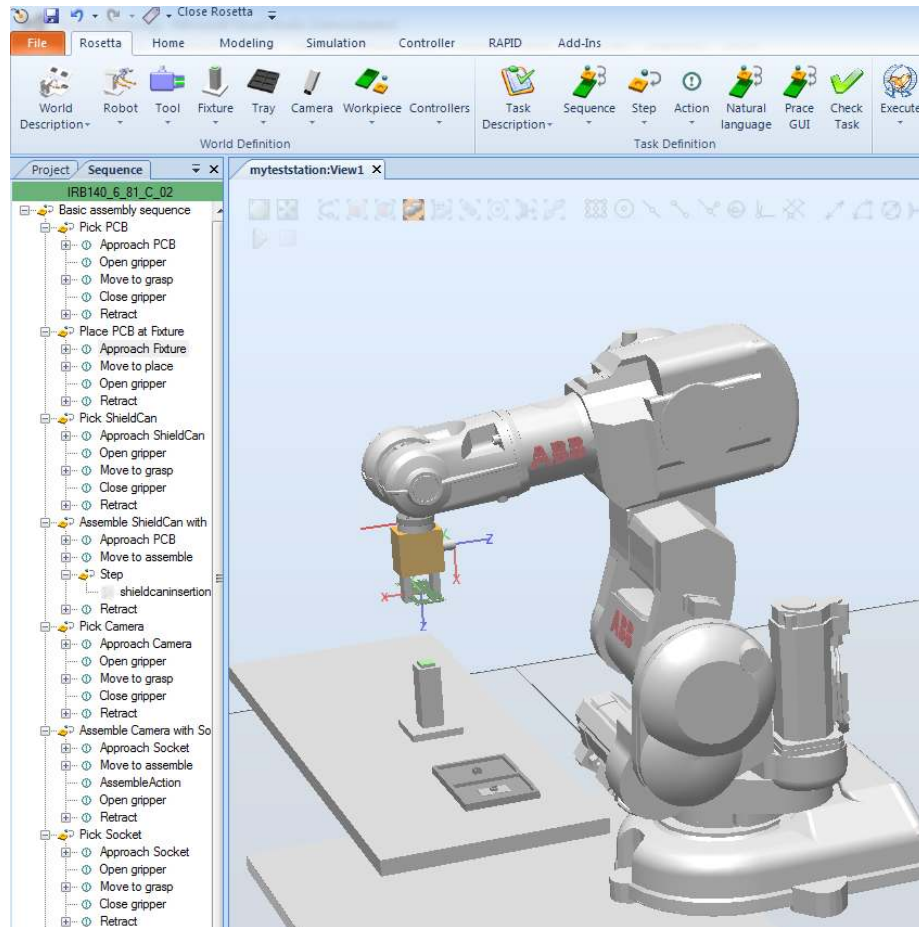 Close Rosetta
File Rosetta Home Modeling Simulation Controller RAPID Add-Ins
World Description Robot Tool Fixture Tray Camera Workpiece Controllers
Task Description Sequence Step Action Natural language Prace GUI Check Task Execute
World Definition Task Definition
Project Sequence
myteststation:View1
IRB140_6_81_C_02
Basic assembly sequence
Pick PCB
Approach PCB
Open gripper
Move to grasp
Close gripper
Retract
Place PCB at Fixture
Approach Fixture
Move to place
Open gripper
Retract
Pick ShieldCan
Approach ShieldCan
Open gripper
Move to grasp
Close gripper
Retract
Assemble ShieldCan with
Approach PCB
Move to assemble
Step
shieldcaninsertion
Retract
Pick Camera
Approach Camera
Open gripper
Move to grasp
Close gripper
Retract
Assemble Camera with So
Approach Socket
Move to assemble
AssembleAction
Open gripper
Retract
Pick Socket
Approach Socket
Open gripper
Move to grasp
Close gripper
Retract
ABB
ABB
X
Z
X
X
Z